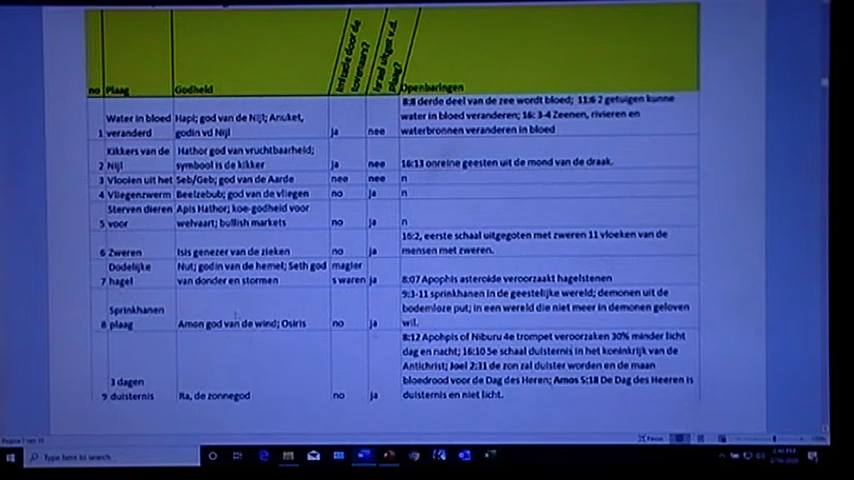 Imitatie door de tovenaars?
Israel uitget v.d. plaag?
no Plaag Godheid Openbaringen
1 Water in bloed veranderd Hapi; god van de Nijl; Anuket, godin vd Nijl ja nee 8:8 derde deel van de zee wordt bloed; 11:6 2 getuigen kunne water in bloed veranderen; 16: 3-4 Zeenen, rivieren en waterbronnen veranderen in bloed
2 Kikkers van de Nijl Hathor god van vruchtbaarheid; symbool is de kikker ja nee 16:13 onreine geesten uit de mond van de draak.
3 Vlooien uit het Seb/Geb; god van de Aarde nee nee n
4 Vliegenzwerm Beelzebub; god van de vliegen no ja n
5 Sterven dieren voor Apis Hathor; koe-godheid voor welvaart; bullish markets no ja n
6 Zweren Isis genezer van de zieken no ja 16:2, eerste schaal uitgegoten met zweren 11 vloeken van de mensen met zweren.
7 Dodelijke hagel Nut; godin van de hemel; Seth god van donder en stormen magier s waren ja 8:07 Apophis asteroide veroorzaakt hagelstenen
8 Sprinkhanen plaag Amon god van de wind; Osiris no ja 9:3-11 sprinkhanen in de geestelijke wereld; demonen uit de bodemloze put; in een wereld die niet meer in demonen geloven wil.
9 3 dagen duisternis Ra, de zonnegod no ja 8:12 Apohpis of Niburu 4e trompet veroorzaken 30% minder licht dag en nacht; 16:10 5e schaal duisternis in het koninkrijk van de Antichrist; Joel 2:31 de zon zal duister worden en de maan bloedrood voor de Dag des Heren; Amos 5:18 De Dag des Heeren is duisternis en niet licht.
Type here to search